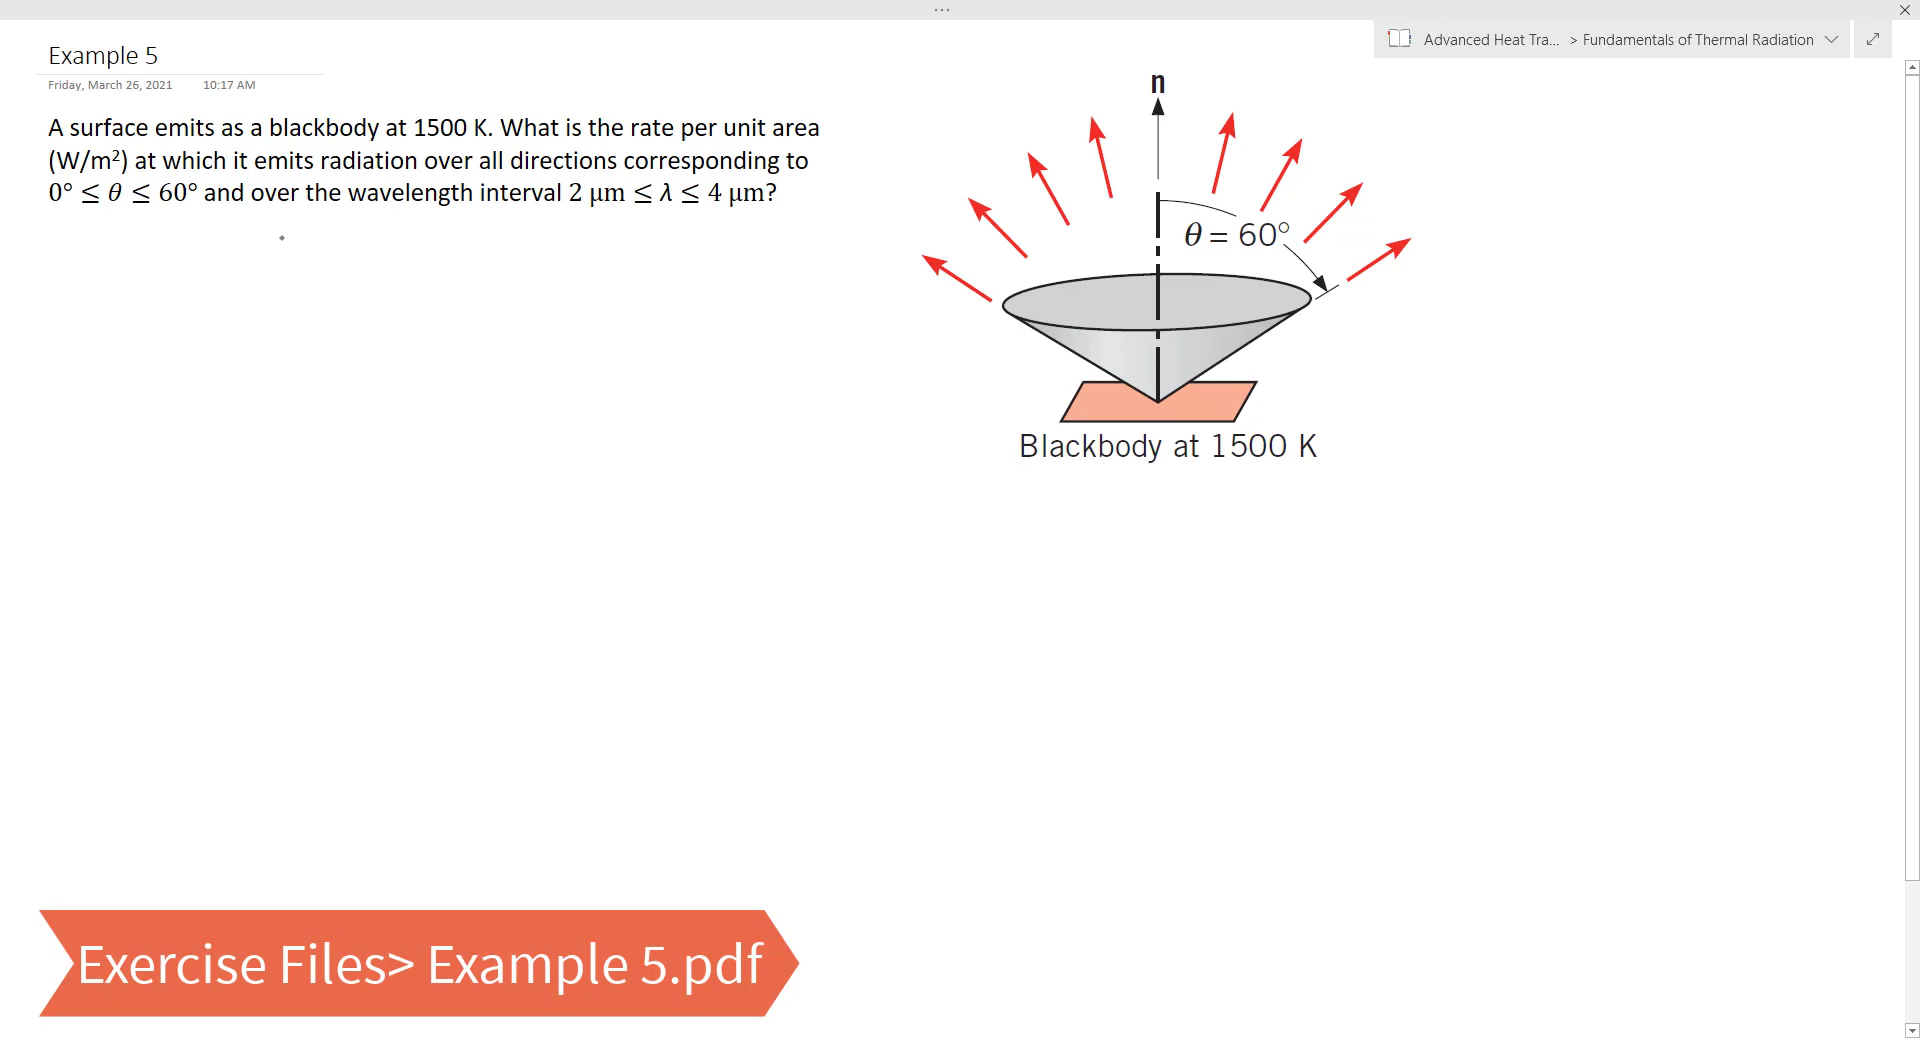 Advanced Heat Tra... > Fundamentals of Thermal Radiation
Example 5
Friday, March 26, 2021 10:17 AM
A surface emits as a blackbody at 1500 K. What is the rate per unit area
(W/m²) at which it emits radiation over all directions corresponding to
0° ≤ θ ≤ 60° and over the wavelength interval 2 μm ≤ λ ≤ 4 μm?
n
θ = 60°
Blackbody at 1500 K
Exercise Files> Example 5.pdf